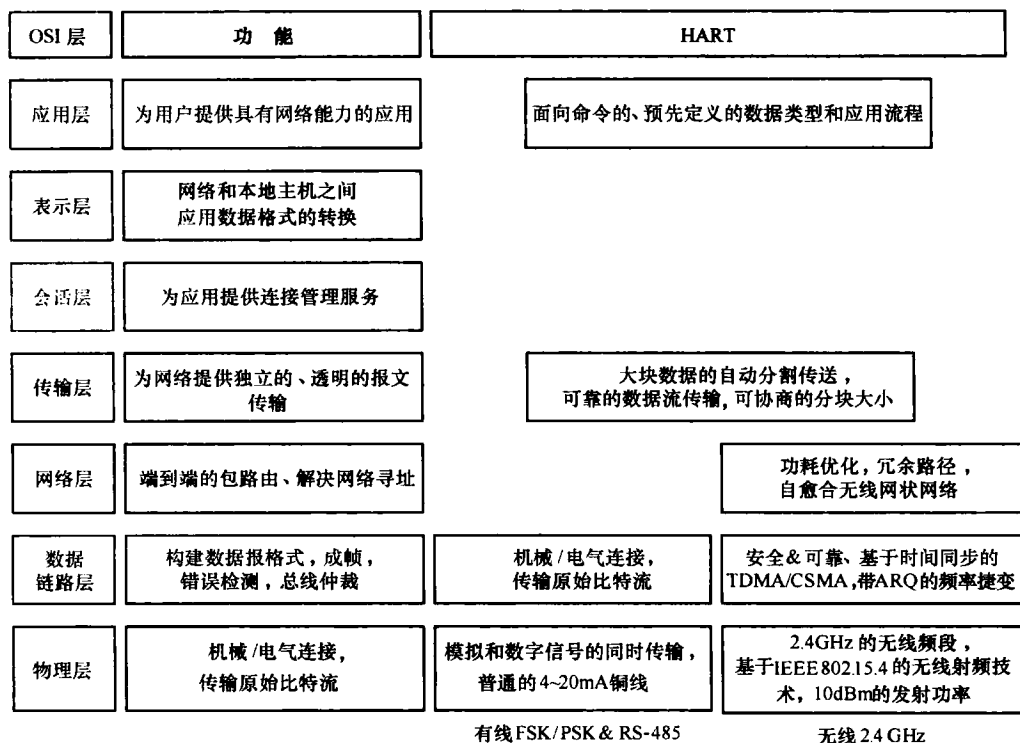 OSI 层
功 能
HART
应用层
为用户提供具有网络能力的应用
面向命令的、预先定义的数据类型和应用流程
表示层
网络和本地主机之间
应用数据格式的转换
会话层
为应用提供连接管理服务
传输层
为网络提供独立的、透明的报文
传输
大块数据的自动分割传送，
可靠的数据流传输, 可协商的分块大小
网络层
端到端的包路由、解决网络寻址
功耗优化，冗余路径，
自愈合无线网状网络
数据
链路层
构建数据报格式，成帧，
错误检测，总线仲裁
机械/电气连接，
传输原始比特流
安全&可靠、基于时间同步的
TDMA/CSMA,带ARQ的频率捷变
物理层
机械/电气连接，
传输原始比特流
模拟和数字信号的同时传输，
普通的4~20mA铜线
2.4GHz 的无线频段，
基于IEEE802.15.4 的无线射频技
术，10dBm的发射功率
有线FSK/PSK & RS-485
无线 2.4 GHz